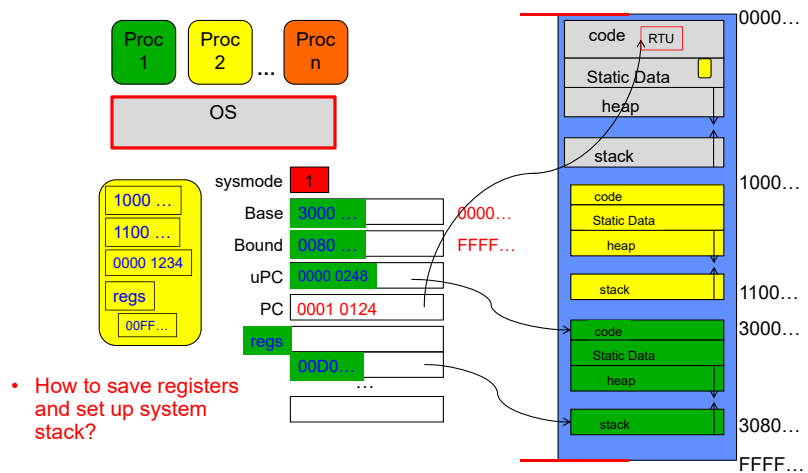 Proc
1
Proc
2
...
Proc
n
OS
sysmode
1
Base
3000 ...
0000...
Bound
0080 ...
FFFF...
uPC
0000 0248
PC
0001 0124
regs
00D0...
...
1000 ...
1100 ...
0000 1234
regs
00FF...
• How to save registers
and set up system
stack?
0000...
code
RTU
Static Data
heap
stack
1000...
code
Static Data
heap
stack
1100...
3000...
code
Static Data
heap
stack
3080...
FFFF...